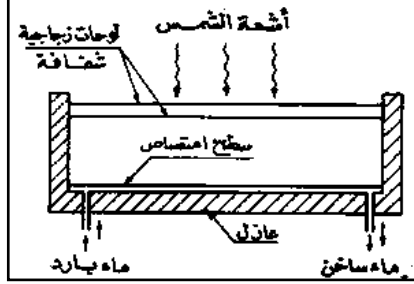 أشعة الشمس
لوحات زجاجية
شفافة
سطح امتصاص
عازل
ماء ساخن
ماء بارد